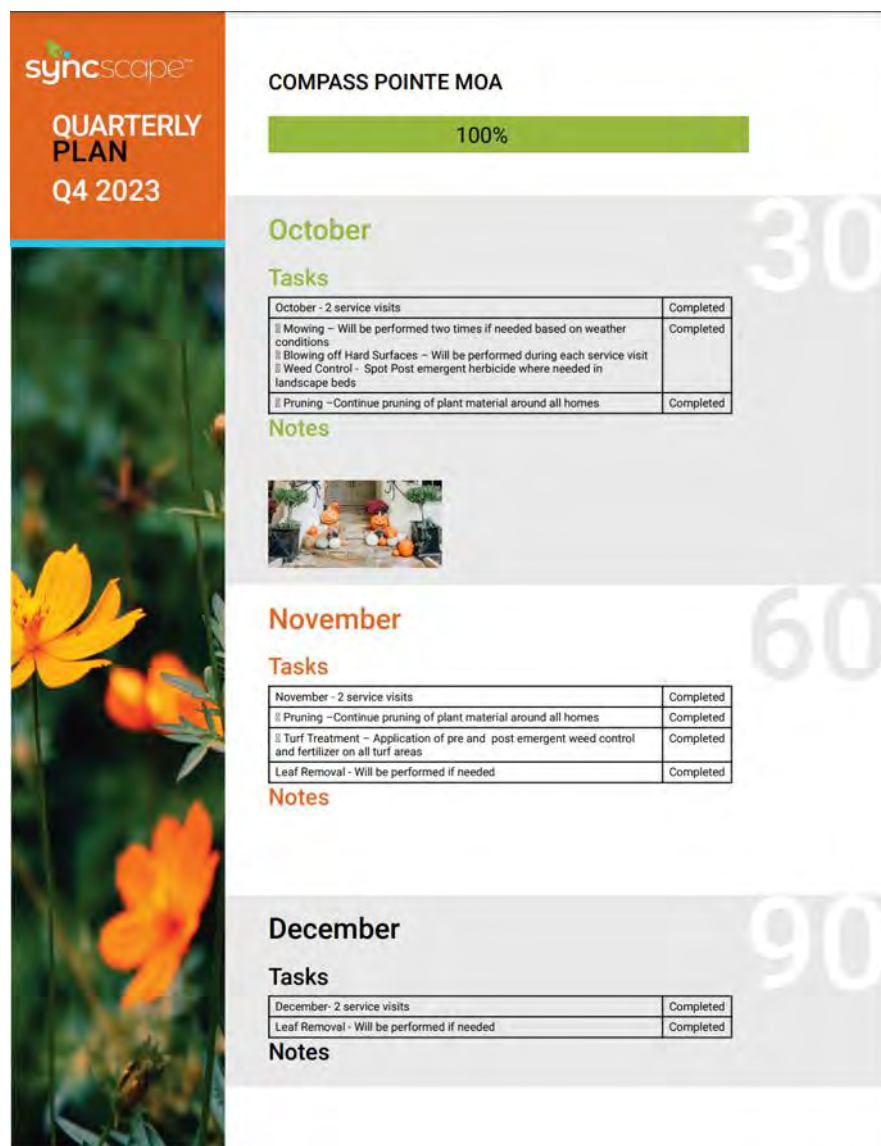 syncscape™
QUARTERLY
PLAN
Q4 2023
COMPASS POINTE MOA
100%
30
October
Tasks
October - 2 service visits Completed
▯ Mowing – Will be performed two times if needed based on weather Completed
conditions
▯ Blowing off Hard Surfaces – Will be performed during each service visit
▯ Weed Control - Spot Post emergent herbicide where needed in
landscape beds
▯ Pruning –Continue pruning of plant material around all homes Completed
Notes
60
November
Tasks
November - 2 service visits Completed
▯ Pruning –Continue pruning of plant material around all homes Completed
▯ Turf Treatment – Application of pre and post emergent weed control Completed
and fertilizer on all turf areas
Leaf Removal - Will be performed if needed Completed
Notes
90
December
Tasks
December- 2 service visits Completed
Leaf Removal - Will be performed if needed Completed
Notes